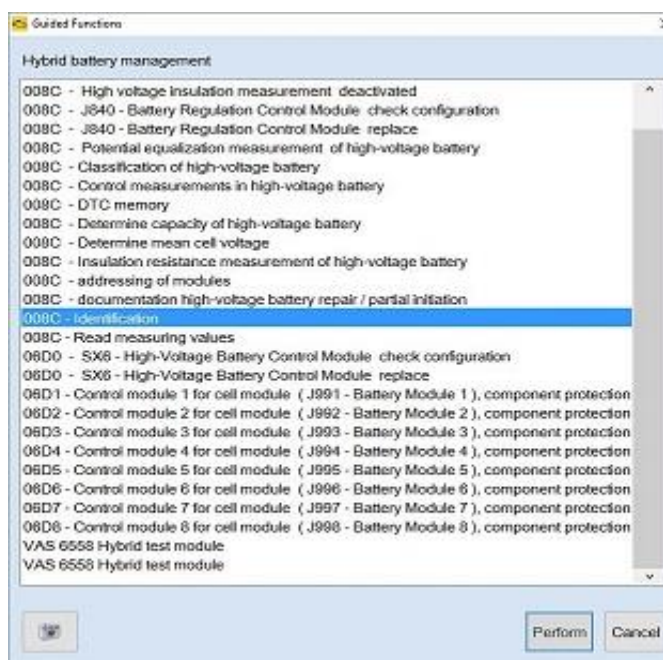 Guided Functions
Hybrid battery management
008C - High voltage insulation measurement deactivated
008C - J840 - Battery Regulation Control Module check configuration
008C - J840 - Battery Regulation Control Module replace
008C - Potential equalization measurement of high-voltage battery
008C - Classification of high-voltage battery
008C - Control measurements in high-voltage battery
008C - DTC memory
008C - Determine capacity of high-voltage battery
008C - Determine mean cell voltage
008C - Insulation resistance measurement of high-voltage battery
008C - addressing of modules
008C - documentation high-voltage battery repair / partial initiation
008C - Identification
008C - Read measuring values
06D0 - SX6 - High-Voltage Battery Control Module check configuration
06D0 - SX6 - High-Voltage Battery Control Module replace
06D1 - Control module 1 for cell module ( J991 - Battery Module 1 ), component protection
06D2 - Control module 2 for cell module ( J992 - Battery Module 2 ), component protection
06D3 - Control module 3 for cell module ( J993 - Battery Module 3 ), component protection
06D4 - Control module 4 for cell module ( J994 - Battery Module 4 ), component protection
06D5 - Control module 5 for cell module ( J995 - Battery Module 5 ), component protection
06D6 - Control module 6 for cell module ( J996 - Battery Module 6 ), component protection
06D7 - Control module 7 for cell module ( J997 - Battery Module 7 ), component protection
06D8 - Control module 8 for cell module ( J998 - Battery Module 8 ), component protection
VAS 6558 Hybrid test module
VAS 6558 Hybrid test module
Perform
Cancel